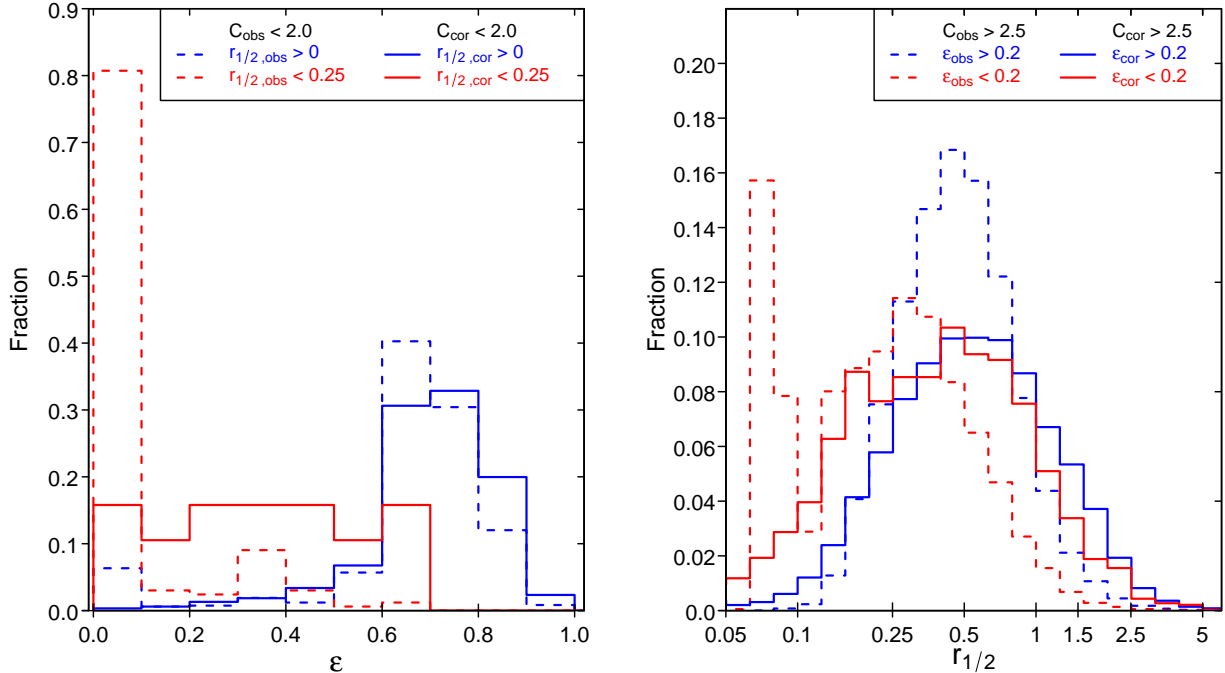 Fraction
0.9
0.8
0.7
0.6
0.5
0.4
0.3
0.2
0.1
0.0
C_obs < 2.0 C_cor < 2.0
r_1/2,obs > 0 r_1/2,cor > 0
r_1/2,obs < 0.25 r_1/2,cor < 0.25
0.0 0.2 0.4 0.6 0.8 1.0
ε
Fraction
0.20
0.18
0.16
0.14
0.12
0.10
0.08
0.06
0.04
0.02
0.00
C_obs > 2.5 C_cor > 2.5
ε_obs > 0.2 ε_cor > 0.2
ε_obs < 0.2 ε_cor < 0.2
0.05 0.1 0.25 0.5 1 1.5 2.5 5
r_1/2